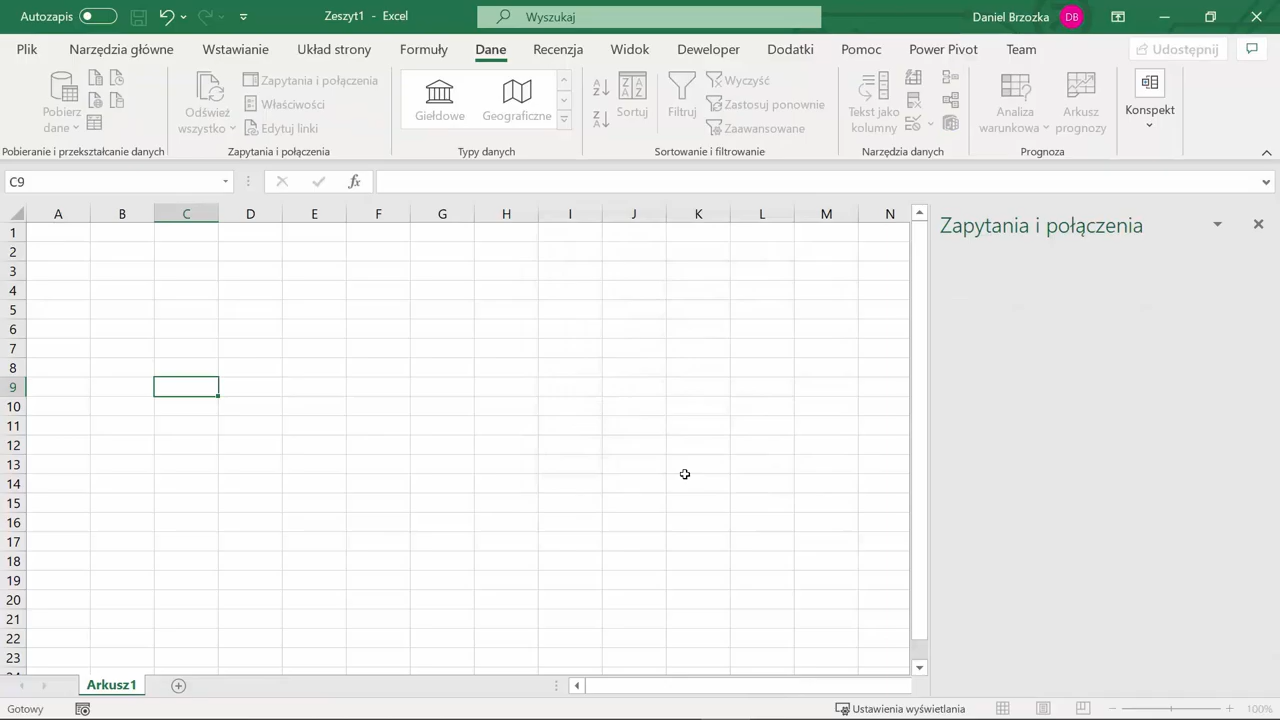 Autozapis
Zeszyt1 - Excel
Wyszukaj
Daniel Brzozka
DB
Plik
Narzędzia główne
Wstawianie
Układ strony
Formuły
Dane
Recenzja
Widok
Deweloper
Dodatki
Pomoc
Power Pivot
Team
Udostępnij
Pobierz
dane
Pobieranie i przekształcanie danych
Odśwież
wszystko
Zapytania i połączenia
Właściwości
Edytuj linki
Zapytania i połączenia
Giełdowe
Geograficzne
Typy danych
Sortuj
Filtruj
Wyczyść
Zastosuj ponownie
Zaawansowane
Sortowanie i filtrowanie
Tekst jako
kolumny
Narzędzia danych
Analiza
warunkowa
Arkusz
prognozy
Prognoza
Konspekt
C9
fx
A B C D E F G H I J K L M N
1
2
3
4
5
6
7
8
9
10
11
12
13
14
15
16
17
18
19
20
21
22
23
Zapytania i połączenia
Arkusz1
Gotowy
Ustawienia wyświetlania
100%